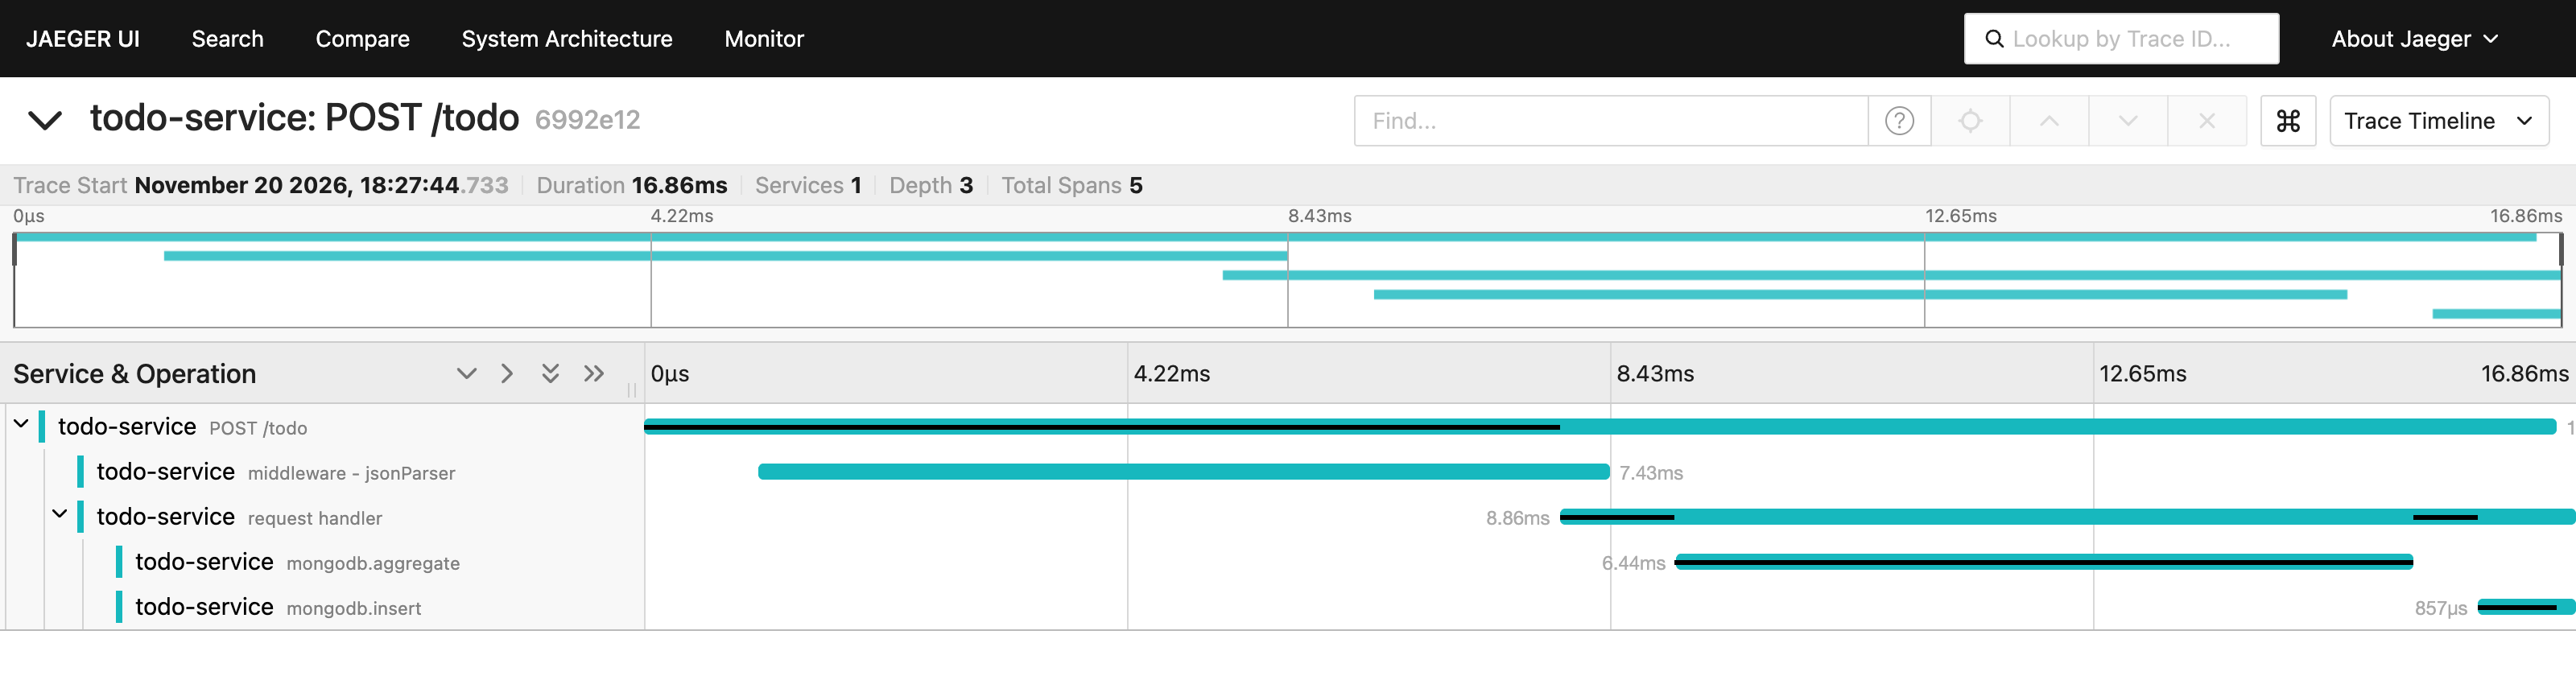 JAEGER UI Search Compare System Architecture Monitor Lookup by Trace ID... About Jaeger
todo-service: POST /todo 6992e12 Find... ? ⌘ Trace Timeline
Trace Start November 20 2026, 18:27:44.733 Duration 16.86ms Services 1 Depth 3 Total Spans 5
0μs 4.22ms 8.43ms 12.65ms 16.86ms
Service & Operation 0μs 4.22ms 8.43ms 12.65ms 16.86ms
todo-service POST /todo 1
todo-service middleware - jsonParser 7.43ms
todo-service request handler 8.86ms
todo-service mongodb.aggregate 6.44ms
todo-service mongodb.insert 857μs